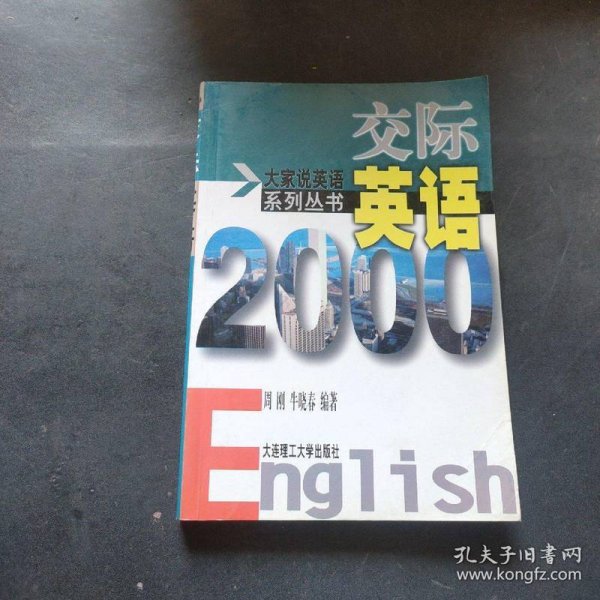 交际
英语
大家说英语
系列丛书
2000
周刚 牛晓春 编著
大连理工大学出版社
English
孔夫子旧书网
www.kongfz.com